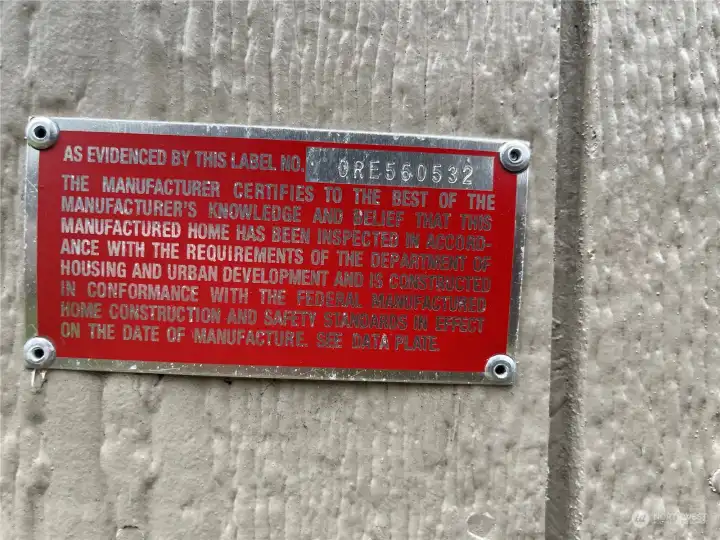 AS EVIDENCED BY THIS LABEL NO. ORE560532
THE MANUFACTURER CERTIFIES TO THE BEST OF THE
MANUFACTURER'S KNOWLEDGE AND BELIEF THAT THIS
MANUFACTURED HOME HAS BEEN INSPECTED IN ACCORD-
ANCE WITH THE REQUIREMENTS OF THE DEPARTMENT OF
HOUSING AND URBAN DEVELOPMENT AND IS CONSTRUCTED
IN CONFORMANCE WITH THE FEDERAL MANUFACTURED
HOME CONSTRUCTION AND SAFETY STANDARDS IN EFFECT
ON THE DATE OF MANUFACTURE. SEE DATA PLATE.
NORTHWEST